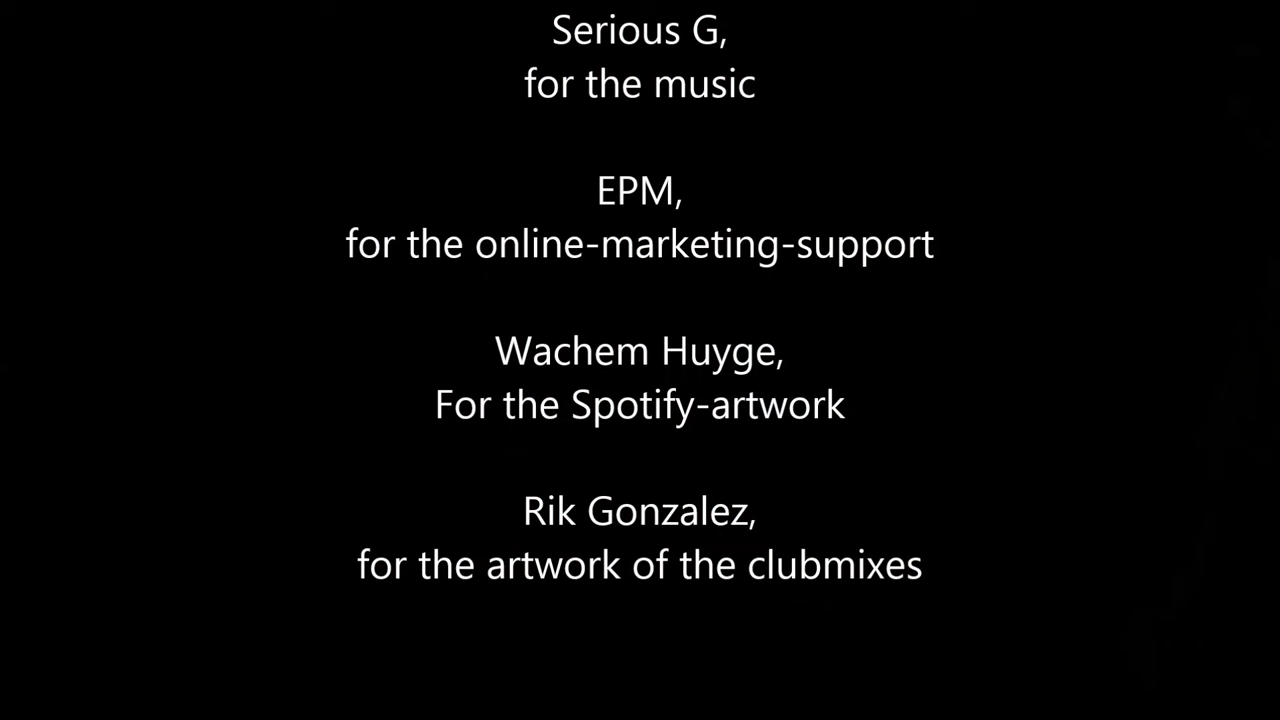 Serious G,
for the music
EPM,
for the online-marketing-support
Wachem Huyge,
For the Spotify-artwork
Rik Gonzalez,
for the artwork of the clubmixes